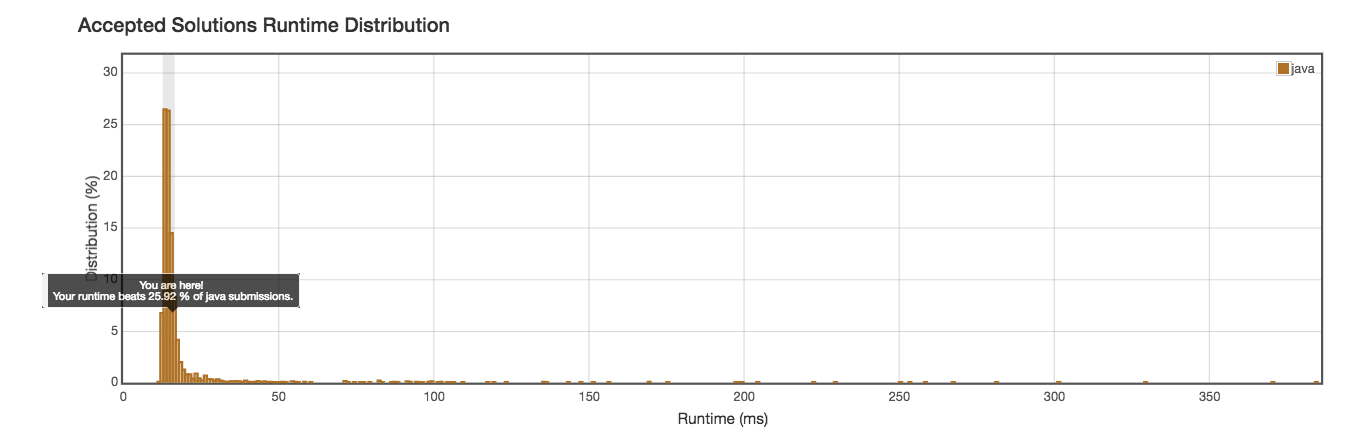 Accepted Solutions Runtime Distribution
java
30
25
20
15
10
5
0
Distribution (%)
You are here!
Your runtime beats 25.92 % of java submissions.
0 50 100 150 200 250 300 350
Runtime (ms)